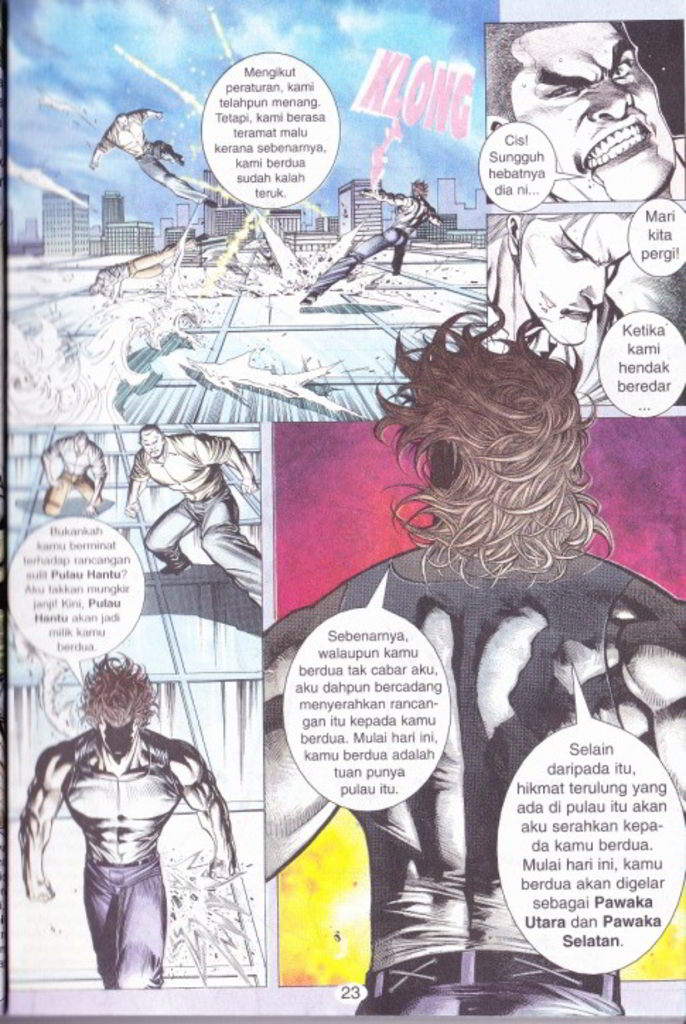 Mengikut
peraturan, kami
telahpun menang.
Tetapi, kami berasa
teramat malu
kerana sebenarnya,
kami berdua
sudah kalah
teruk.
KLONG
Cis!
Sungguh
hebatnya
dia ni...
Mari
kita
pergi!
Ketika
kami
hendak
beredar
...
Bukankah
kamu berminat
terhadap rancangan
sulit Pulau Hantu?
Aku takkan mungkir
janji! Kini, Pulau
Hantu akan jadi
milik kamu
berdua.
Sebenarnya,
walaupun kamu
berdua tak cabar aku,
aku dahpun bercadang
menyerahkan rancan-
gan itu kepada kamu
berdua. Mulai hari ini,
kamu berdua adalah
tuan punya
pulau itu.
Selain
daripada itu,
hikmat terulung yang
ada di pulau itu akan
aku serahkan kepa-
da kamu berdua.
Mulai hari ini, kamu
berdua akan digelar
sebagai Pawaka
Utara dan Pawaka
Selatan.
23